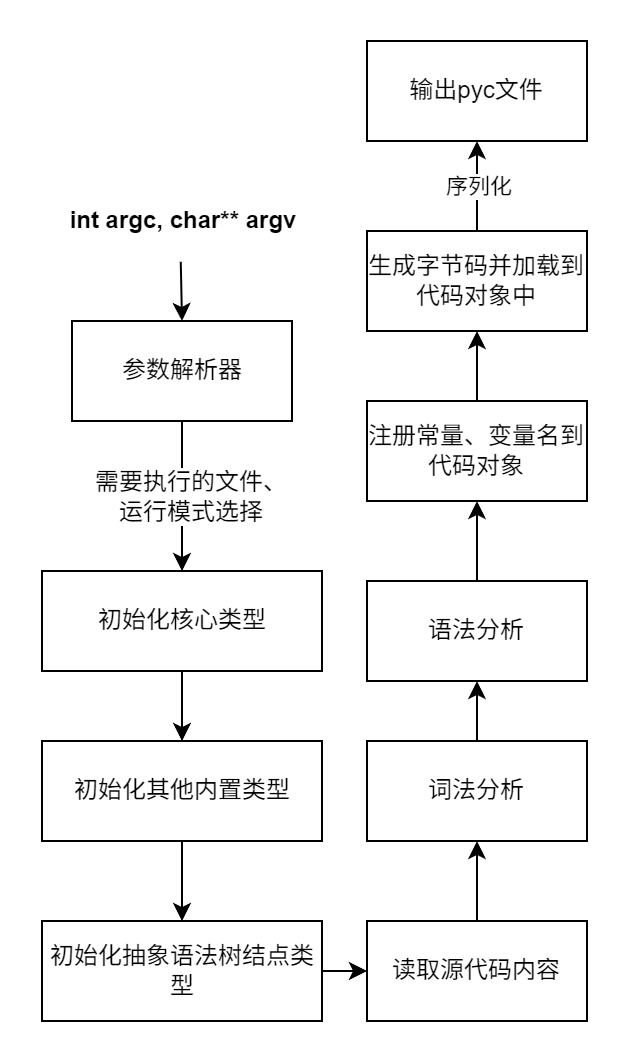 int argc, char** argv
参数解析器
需要执行的文件、
运行模式选择
初始化核心类型
初始化其他内置类型
初始化抽象语法树结点类
型
读取源代码内容
词法分析
语法分析
注册常量、变量名到
代码对象
生成字节码并加载到
代码对象中
序列化
输出pyc文件